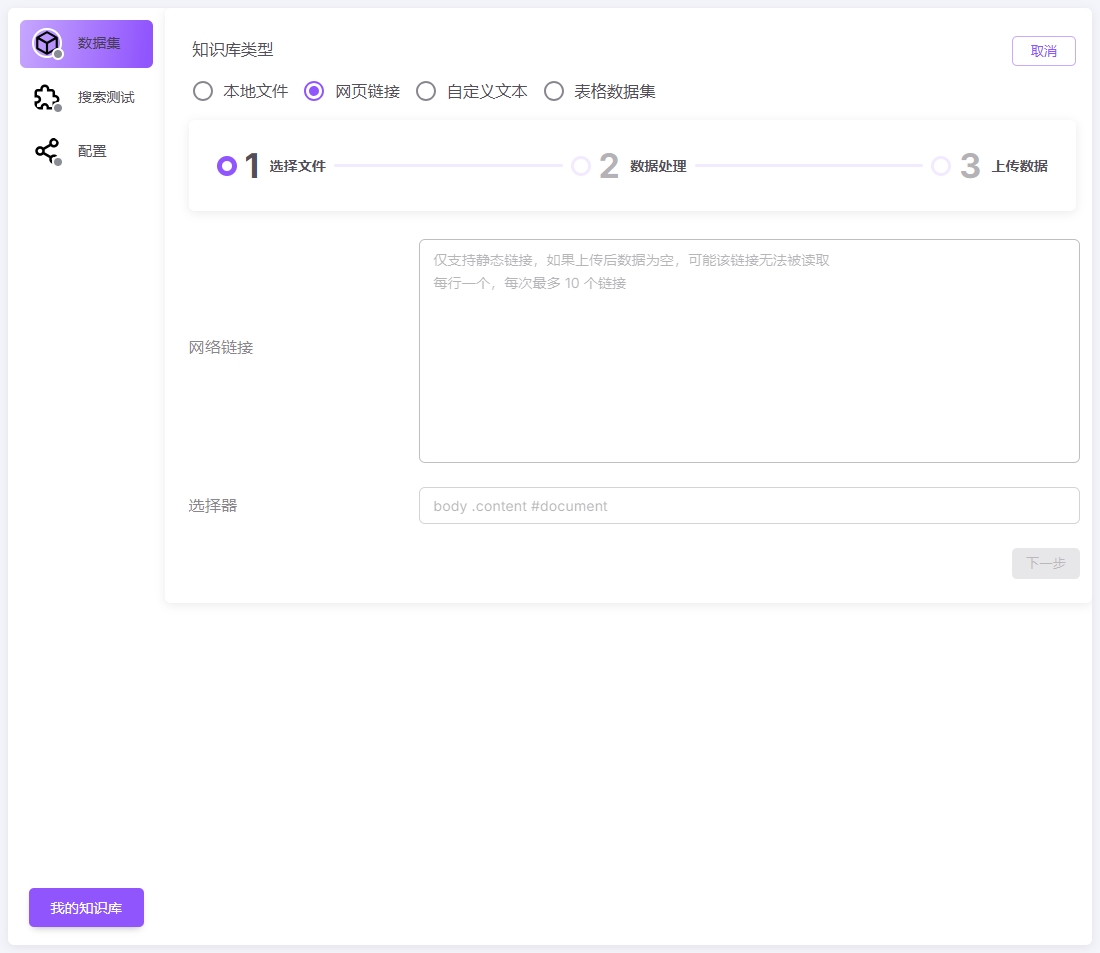 数据集
搜索测试
配置
我的知识库
知识库类型
取消
本地文件 网页链接 自定义文本 表格数据集
1 选择文件 2 数据处理 3 上传数据
网络链接
仅支持静态链接，如果上传后数据为空，可能该链接无法被读取
每行一个，每次最多 10 个链接
选择器
body .content #document
下一步